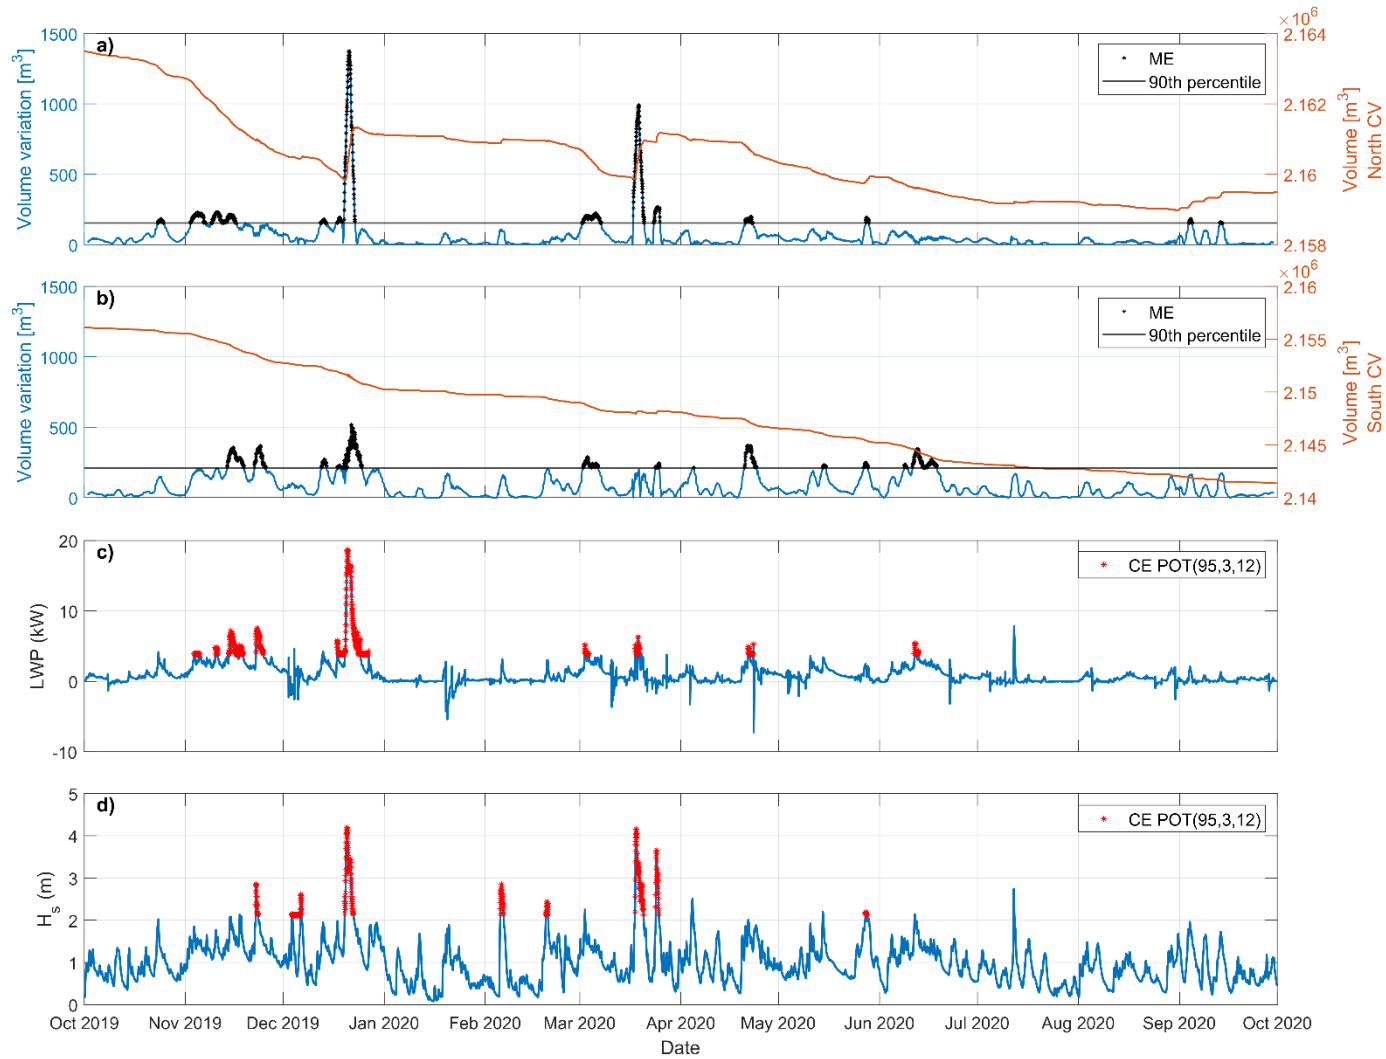 a)
Volume variation [m³]
1500
1000
500
0
ME
90th percentile
×10⁶
2.164
2.162
2.16
2.158
Volume [m³]
North CV
b)
Volume variation [m³]
1500
1000
500
0
ME
90th percentile
×10⁶
2.16
2.155
2.15
2.145
2.14
Volume [m³]
South CV
c)
LWP (kW)
20
10
0
-10
CE POT(95,3,12)
d)
Hₛ (m)
5
4
3
2
1
0
CE POT(95,3,12)
Oct 2019 Nov 2019 Dec 2019 Jan 2020 Feb 2020 Mar 2020 Apr 2020 May 2020 Jun 2020 Jul 2020 Aug 2020 Sep 2020 Oct 2020
Date